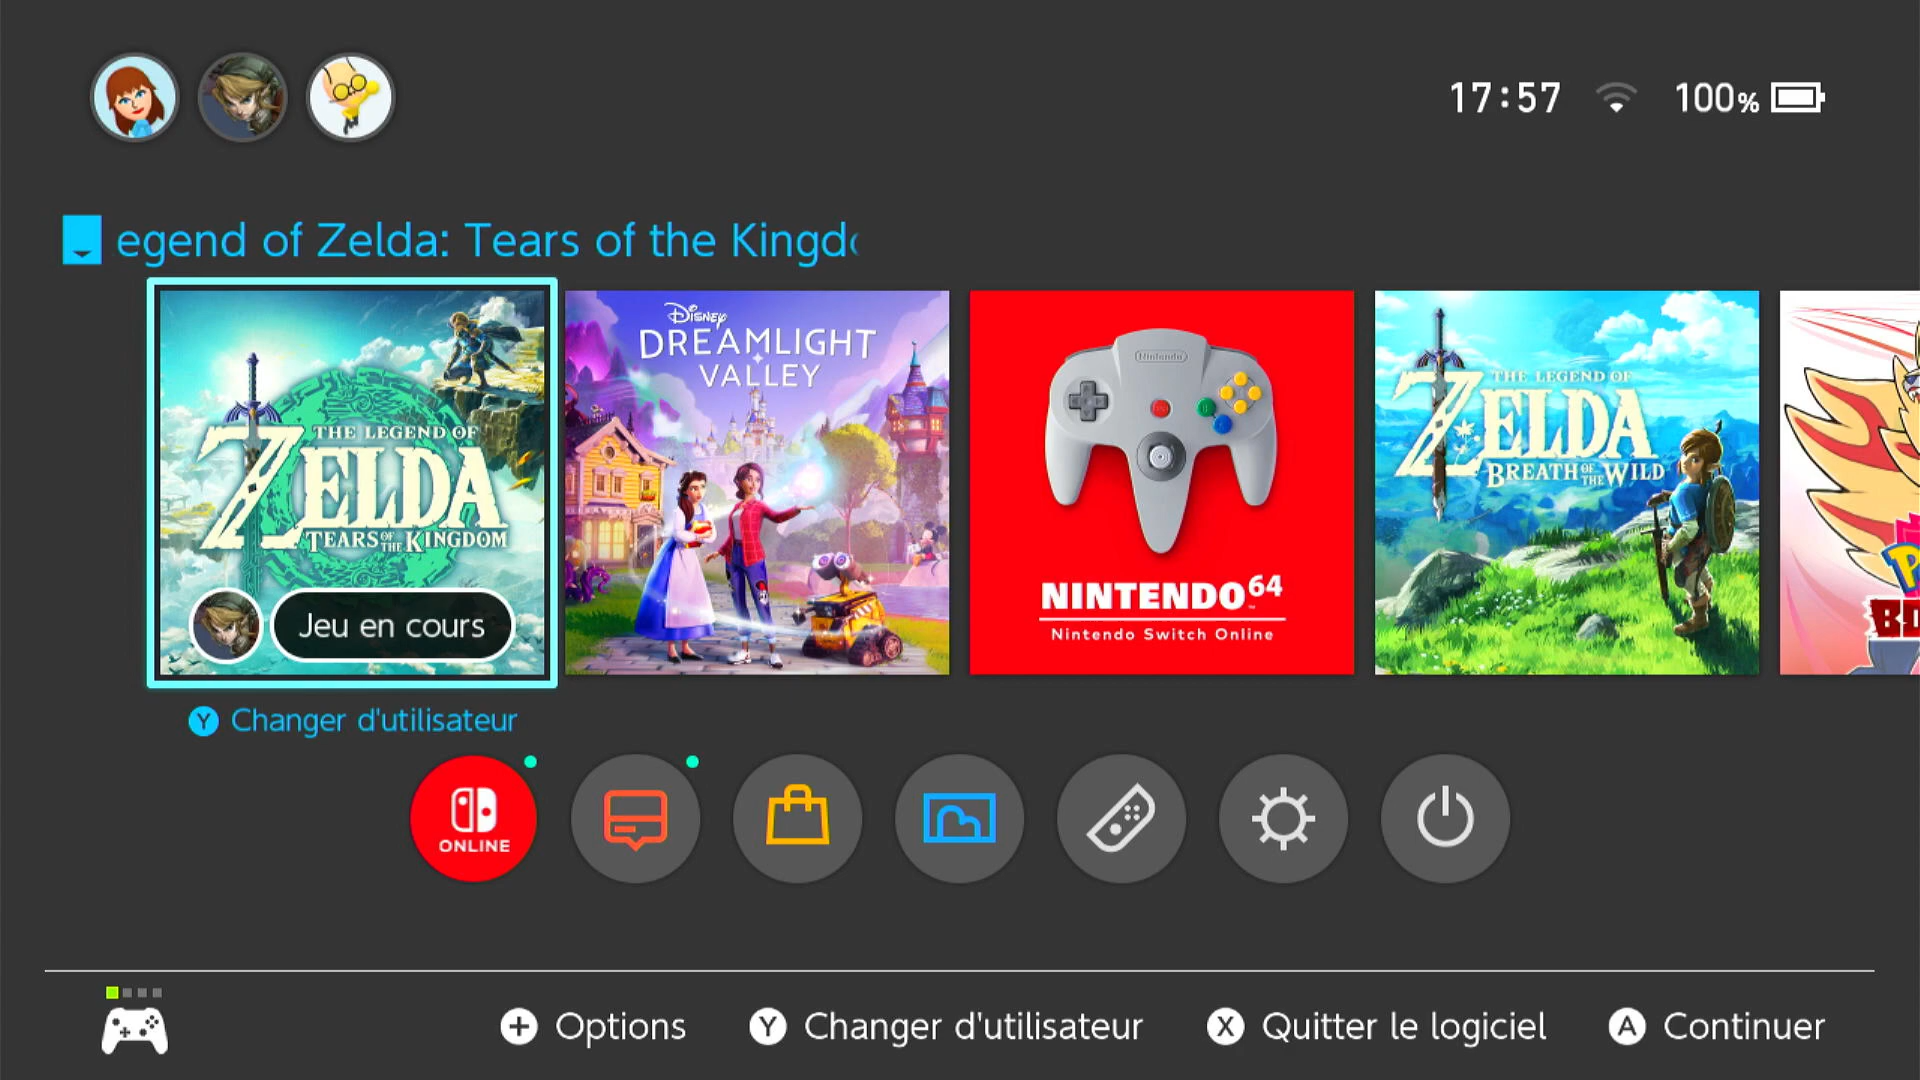 17:57 100%
egend of Zelda: Tears of the Kingd
THE LEGEND OF
ZELDA
TEARS OF THE KINGDOM
Jeu en cours
Disney
DREAMLIGHT
VALLEY
Nintendo
NINTENDO 64
Nintendo Switch Online
THE LEGEND OF
ZELDA
BREATH OF THE WILD
Y Changer d'utilisateur
ONLINE
+ Options Y Changer d'utilisateur X Quitter le logiciel A Continuer